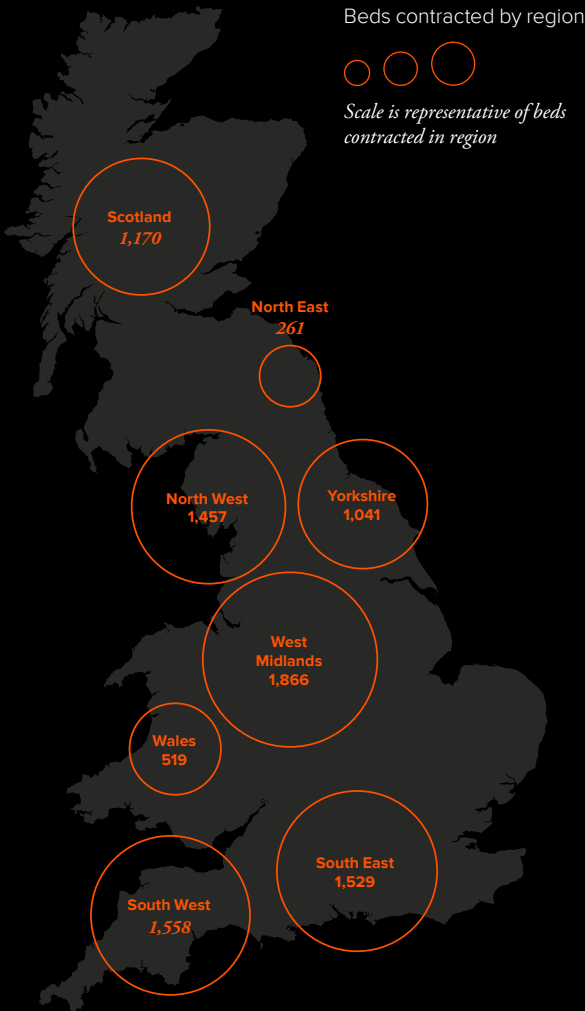 Beds contracted by region
Scale is representative of beds
contracted in region
Scotland
1,170
North East
261
North West
1,457
Yorkshire
1,041
West
Midlands
1,866
Wales
519
South East
1,529
South West
1,558